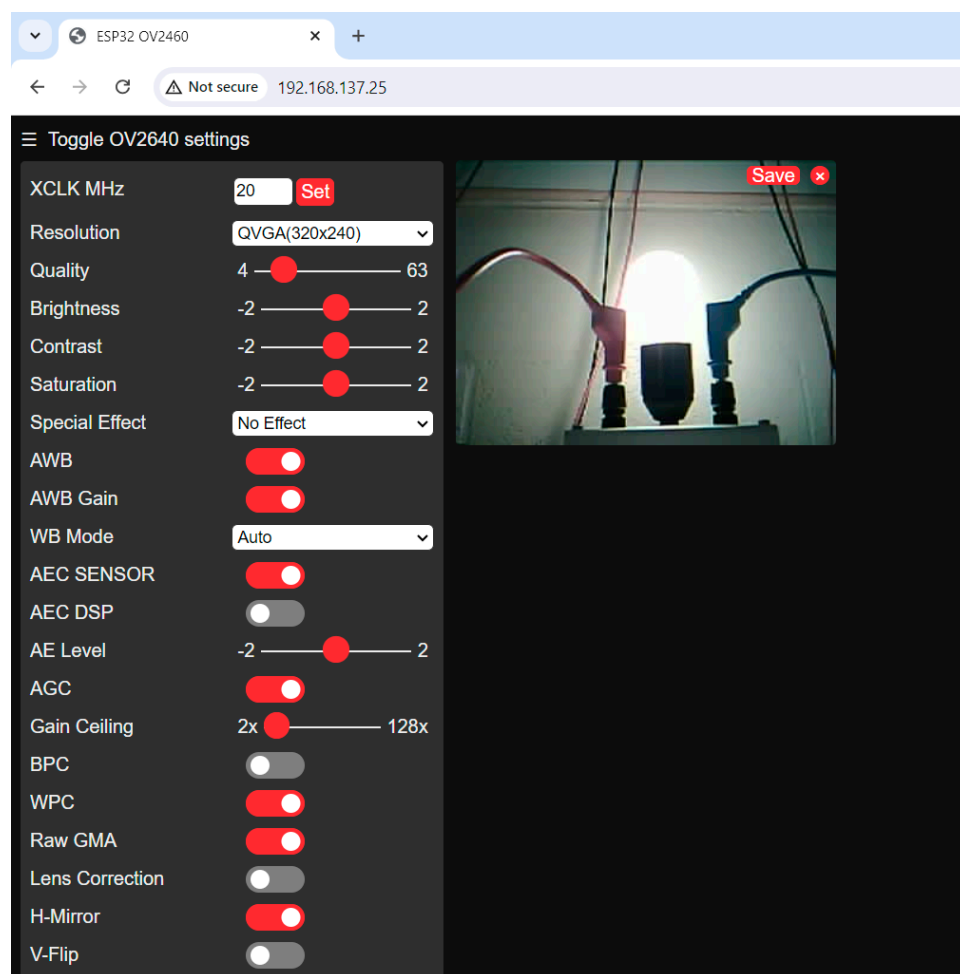 ESP32 OV2460
Not secure 192.168.137.25
Toggle OV2640 settings
XCLK MHz 20 Set
Resolution QVGA(320x240)
Quality 4 63
Brightness -2 2
Contrast -2 2
Saturation -2 2
Special Effect No Effect
AWB
AWB Gain
WB Mode Auto
AEC SENSOR
AEC DSP
AE Level -2 2
AGC
Gain Ceiling 2x 128x
BPC
WPC
Raw GMA
Lens Correction
H-Mirror
V-Flip
Save